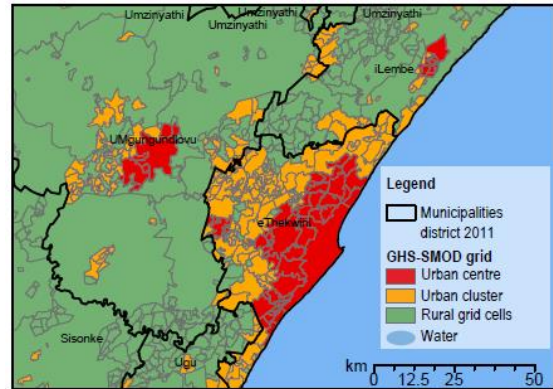 Umzinyathi
Umzinyathi
Umzinyathi
Umzinyathi
iLembe
UMgungundlovu
eThekwini
Sisonke
Ugu
Legend
Municipalities
district 2011
GHS-SMOD grid
Urban centre
Urban cluster
Rural grid cells
Water
km
0 12.5 25 50